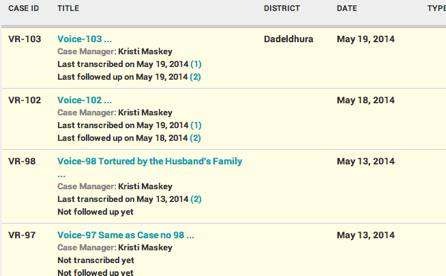 CASE ID TITLE DISTRICT DATE TYPE
VR-103 Voice-103 ... Dadeldhura May 19, 2014
Case Manager: Kristi Maskey
Last transcribed on May 19, 2014 (1)
Last followed up on May 19, 2014 (2)
VR-102 Voice-102 ... May 18, 2014
Case Manager: Kristi Maskey
Last transcribed on May 19, 2014 (1)
Last followed up on May 18, 2014 (2)
VR-98 Voice-98 Tortured by the Husband's Family May 13, 2014
...
Case Manager: Kristi Maskey
Last transcribed on May 13, 2014 (2)
Not followed up yet
VR-97 Voice-97 Same as Case no 98 ... May 13, 2014
Case Manager: Kristi Maskey
Not transcribed yet
Not followed up yet